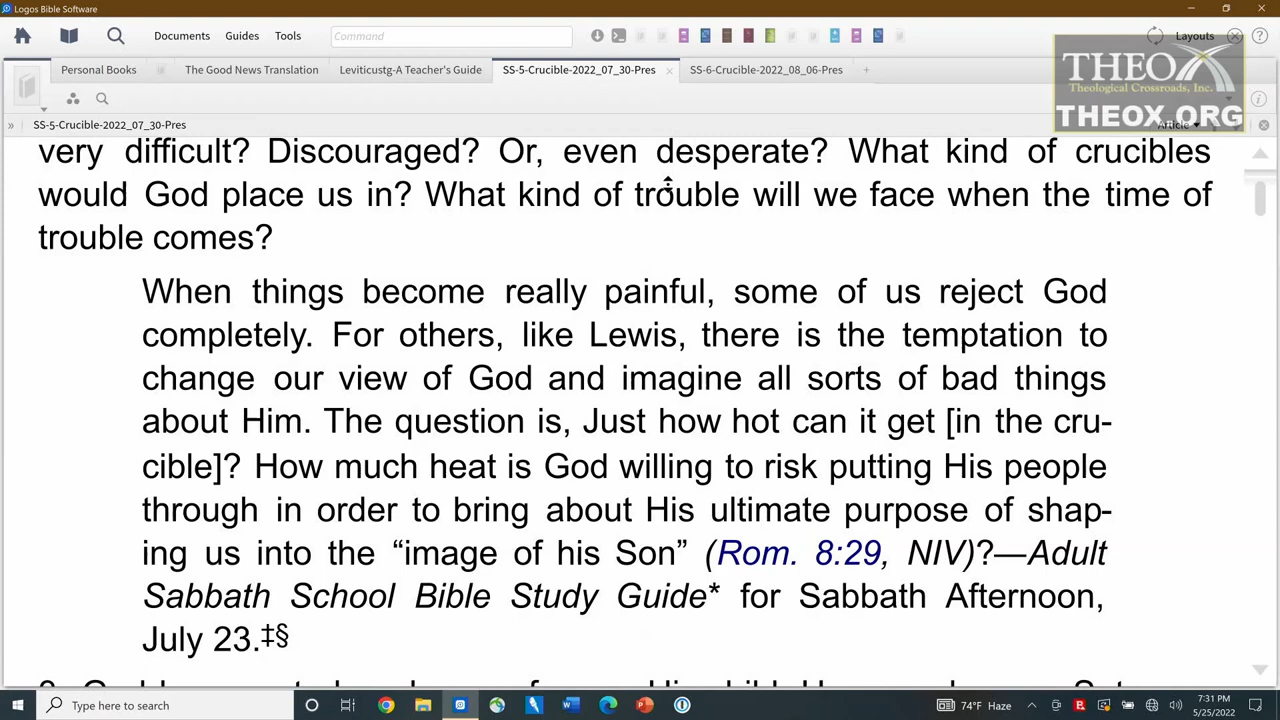 Logos Bible Software
Documents Guides Tools Command Layouts
THEOX
Theological Crossroads, Inc.
THEOX.ORG
Personal Books The Good News Translation SS-5-Crucible-2022_07_30-Pres SS-6-Crucible-2022_08_06-Pres
SS-5-Crucible-2022_07_30-Pres Article
very difficult? Discouraged? Or, even desperate? What kind of crucibles
would God place us in? What kind of trouble will we face when the time of
trouble comes?
When things become really painful, some of us reject God
completely. For others, like Lewis, there is the temptation to
change our view of God and imagine all sorts of bad things
about Him. The question is, Just how hot can it get [in the cru-
cible]? How much heat is God willing to risk putting His people
through in order to bring about His ultimate purpose of shap-
ing us into the “image of his Son” (Rom. 8:29, NIV)?—Adult
Sabbath School Bible Study Guide* for Sabbath Afternoon,
July 23.‡§
Type here to search
74°F Haze
7:31 PM
5/25/2022